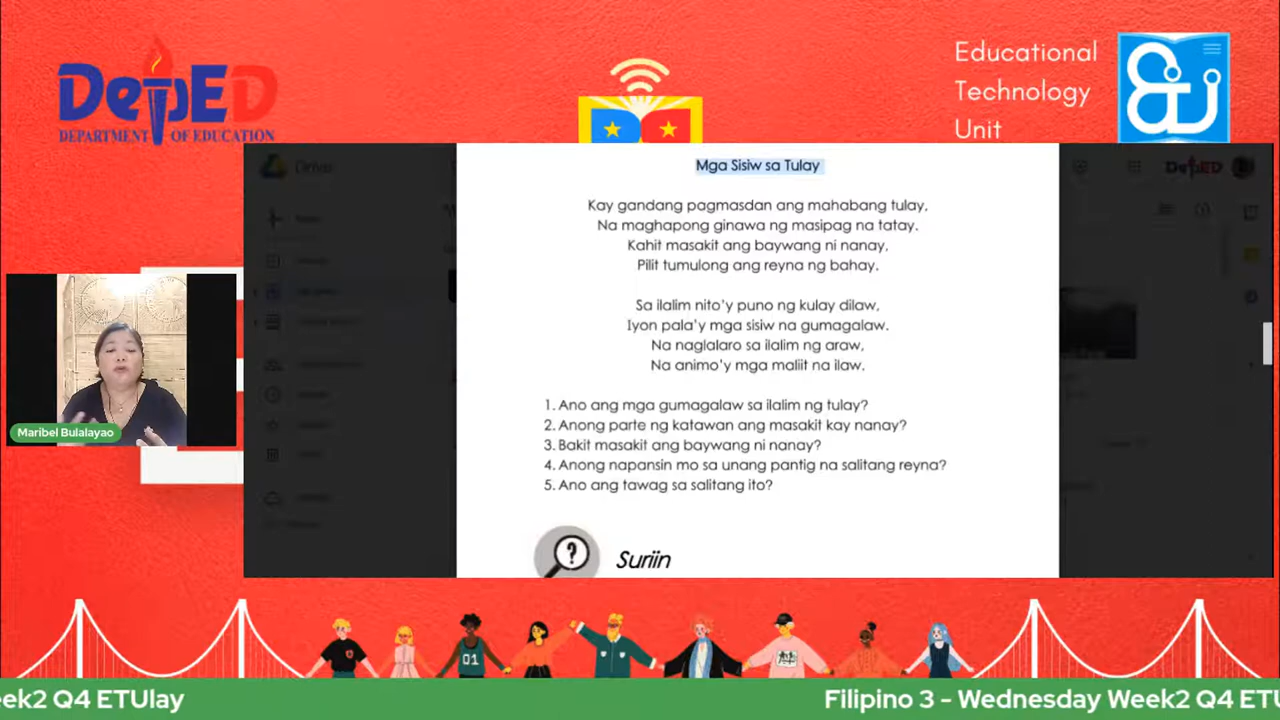 DepED
DEPARTMENT OF EDUCATION
Educational
Technology
Unit
Drive
DepED
Mga Sisiw sa Tulay
Kay gandang pagmasdan ang mahabang tulay,
Na maghapong ginawa ng masipag na tatay.
Kahit masakit ang baywang ni nanay,
Pilit tumulong ang reyna ng bahay.
Sa ilalim nito'y puno ng kulay dilaw,
Iyon pala'y mga sisiw na gumagalaw.
Na naglalaro sa ilalim ng araw,
Na animo'y mga maliit na ilaw.
1. Ano ang mga gumagalaw sa ilalim ng tulay?
2. Anong parte ng katawan ang masakit kay nanay?
3. Bakit masakit ang baywang ni nanay?
4. Anong napansin mo sa unang pantig na salitang reyna?
5. Ano ang tawag sa salitang ito?
? Suriin
Maribel Bulalayao
01
eek2 Q4 ETUlay
Filipino 3 - Wednesday Week2 Q4 ETU